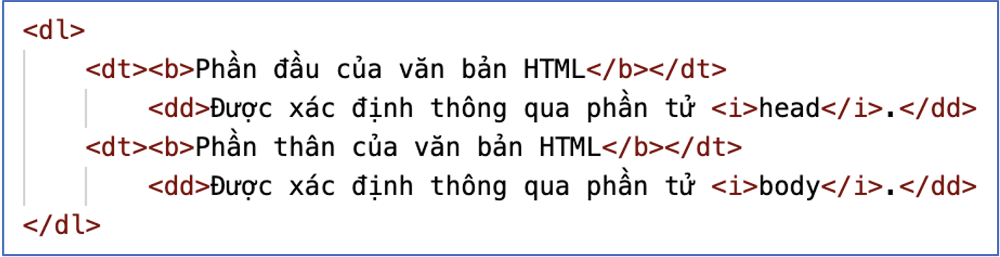 <dl>
<dt><b>Phần đầu của văn bản HTML</b></dt>
<dd>Được xác định thông qua phần tử <i>head</i>.</dd>
<dt><b>Phần thân của văn bản HTML</b></dt>
<dd>Được xác định thông qua phần tử <i>body</i>.</dd>
</dl>